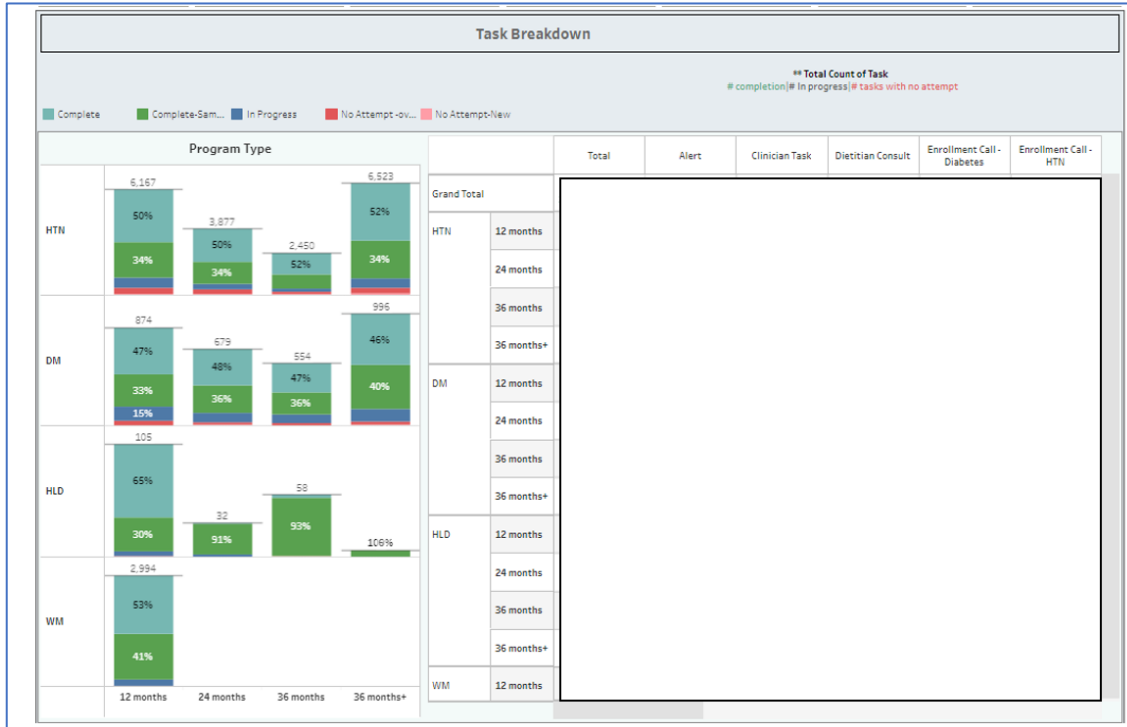 Task Breakdown
** Total Count of Task
# completion|# In progress|# tasks with no attempt
Complete
Complete-Sam...
In Progress
No Attempt -ov...
No Attempt-New
Program Type
HTN
6,167
50%
34%
3,877
50%
34%
2,450
52%
6,523
52%
34%
DM
874
47%
33%
15%
679
48%
36%
554
47%
36%
996
46%
40%
HLD
105
65%
30%
32
91%
58
93%
106%
WM
2,994
53%
41%
12 months
24 months
36 months
36 months+
Total
Alert
Clinician Task
Dietitian Consult
Enrollment Call -
Diabetes
Enrollment Call -
HTN
Grand Total
HTN
12 months
24 months
36 months
36 months+
DM
12 months
24 months
36 months
36 months+
HLD
12 months
24 months
36 months
36 months+
WM
12 months